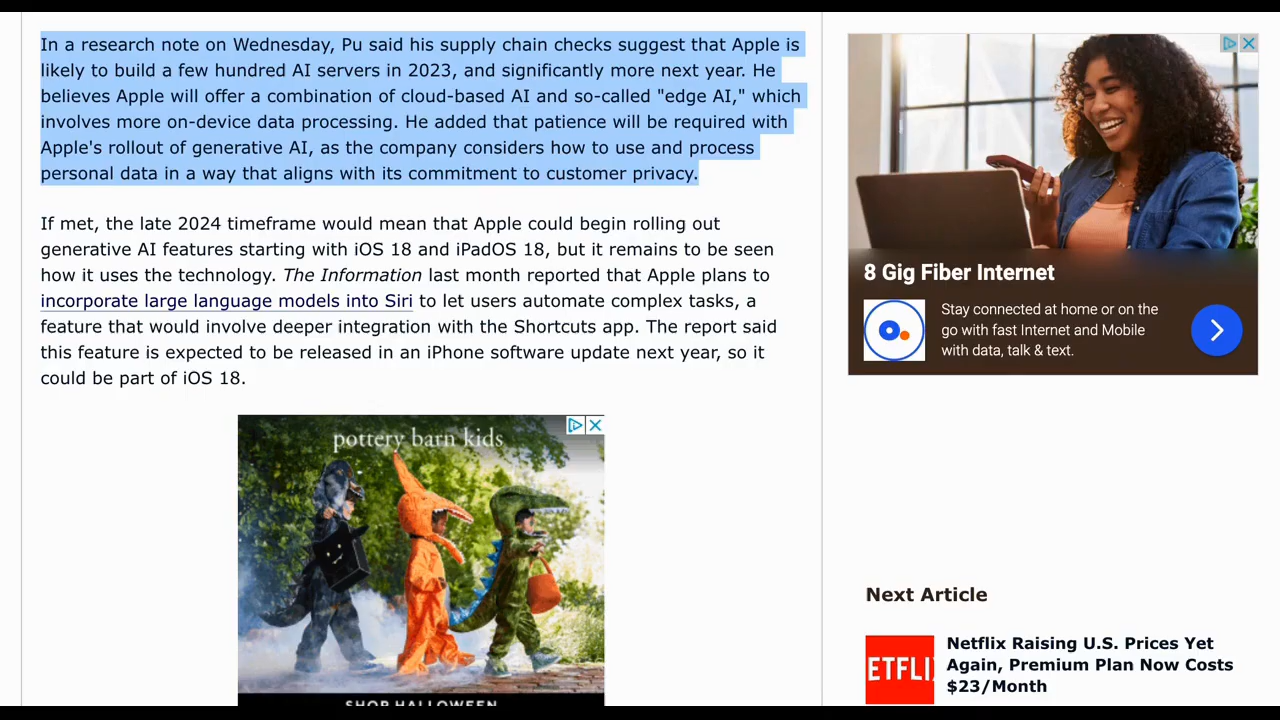 In a research note on Wednesday, Pu said his supply chain checks suggest that Apple is
likely to build a few hundred AI servers in 2023, and significantly more next year. He
believes Apple will offer a combination of cloud-based AI and so-called "edge AI," which
involves more on-device data processing. He added that patience will be required with
Apple's rollout of generative AI, as the company considers how to use and process
personal data in a way that aligns with its commitment to customer privacy.
If met, the late 2024 timeframe would mean that Apple could begin rolling out
generative AI features starting with iOS 18 and iPadOS 18, but it remains to be seen
how it uses the technology. The Information last month reported that Apple plans to
incorporate large language models into Siri to let users automate complex tasks, a
feature that would involve deeper integration with the Shortcuts app. The report said
this feature is expected to be released in an iPhone software update next year, so it
could be part of iOS 18.
pottery barn kids
SHOP HALLOWEEN
8 Gig Fiber Internet
Stay connected at home or on the
go with fast Internet and Mobile
with data, talk & text.
Next Article
ETFLI
Netflix Raising U.S. Prices Yet
Again, Premium Plan Now Costs
$23/Month